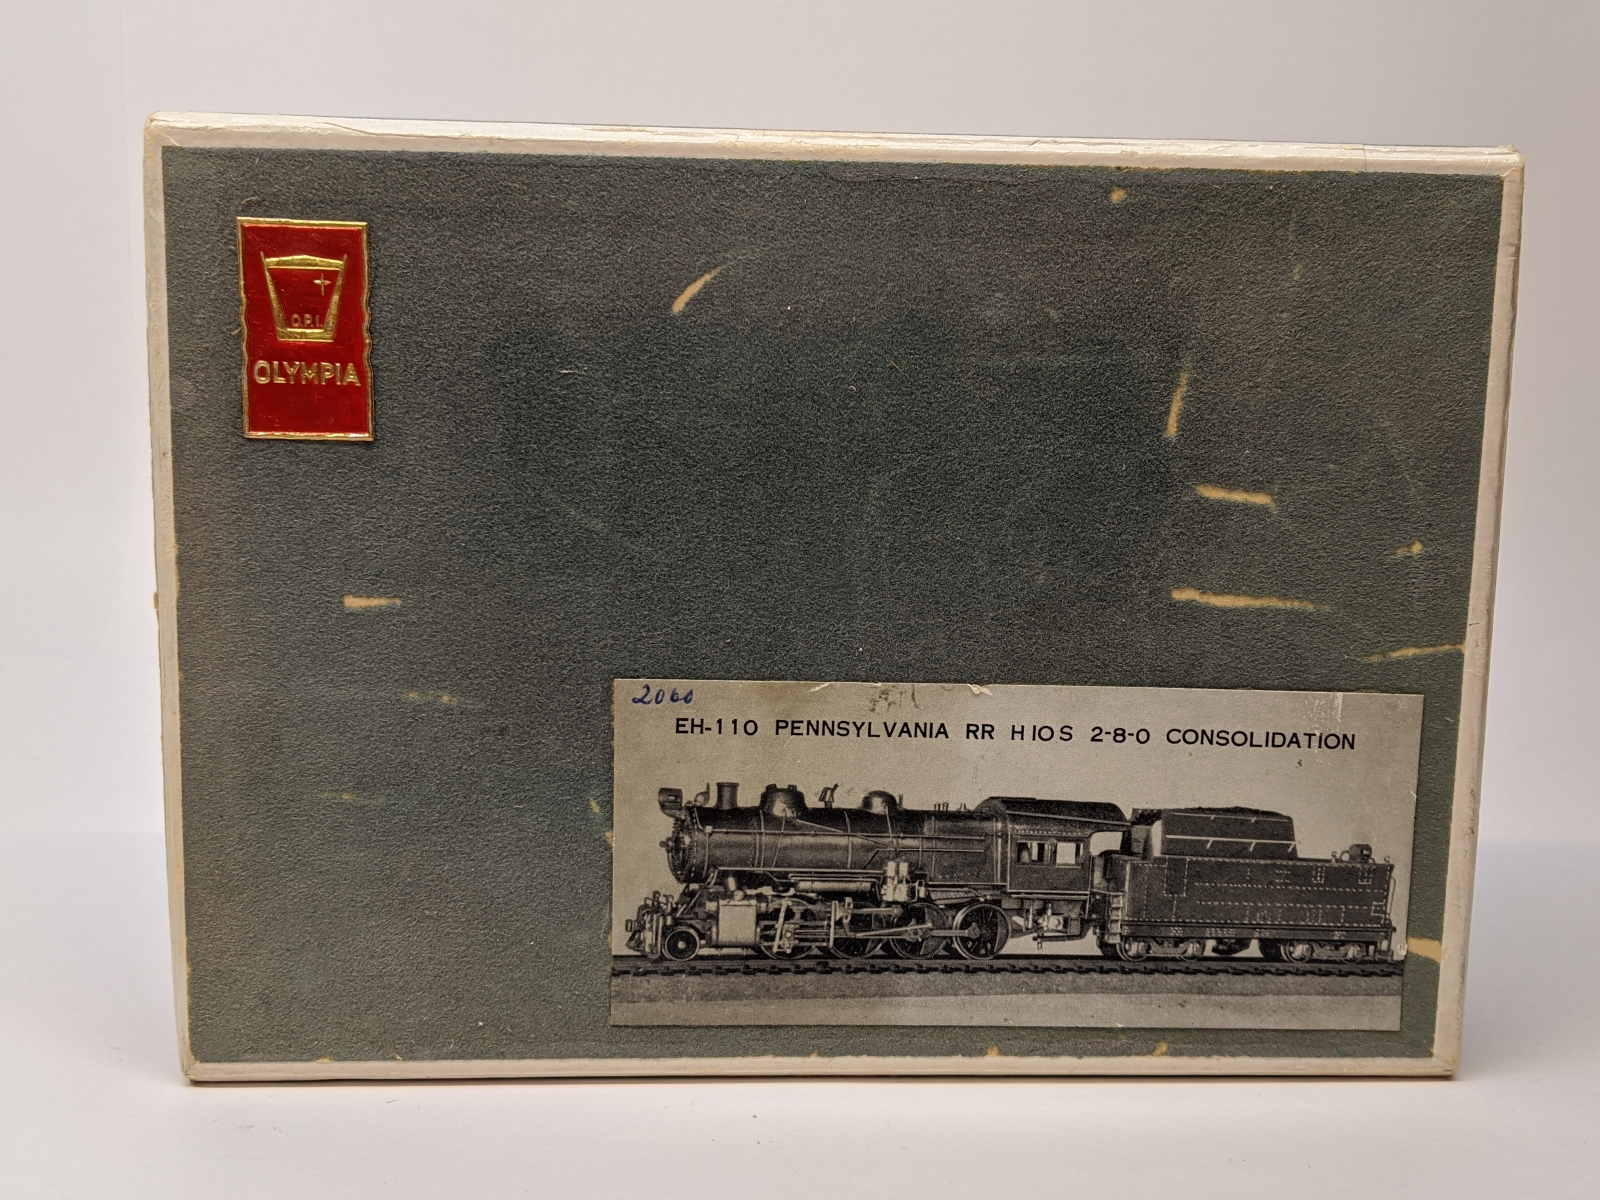 O.P.I.
OLYMPIA
2060
EH-110 PENNSYLVANIA RR H10S 2-8-0 CONSOLIDATION